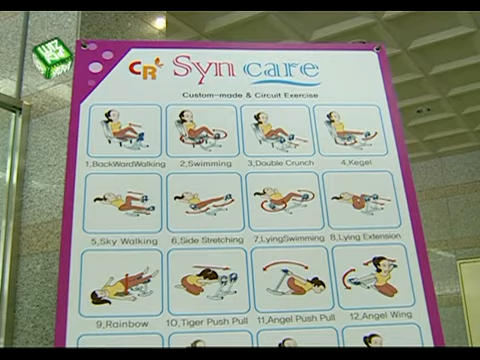 CR Syn care
Custom-made & Circuit Exercise
1,BackWardWalking 2,Swimming 3,Double Crunch 4,Kegel
5,Sky Walking 6,Side Stretching 7,LyingSwimming 8,Lying Extension
9,Rainbow 10,Tiger Push Pull 11,Angel Push Pull 12,Angel Wing